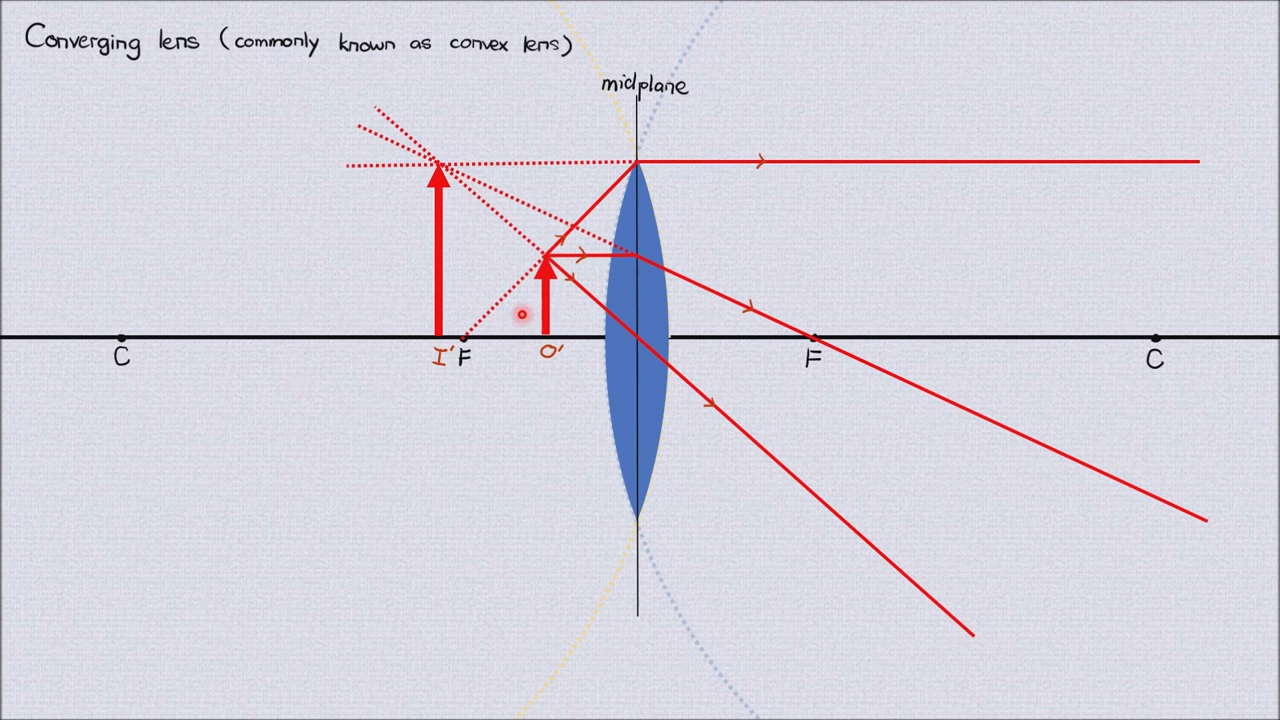 Converging lens (commonly known as convex lens)
midplane
C
I' F
O'
F
C